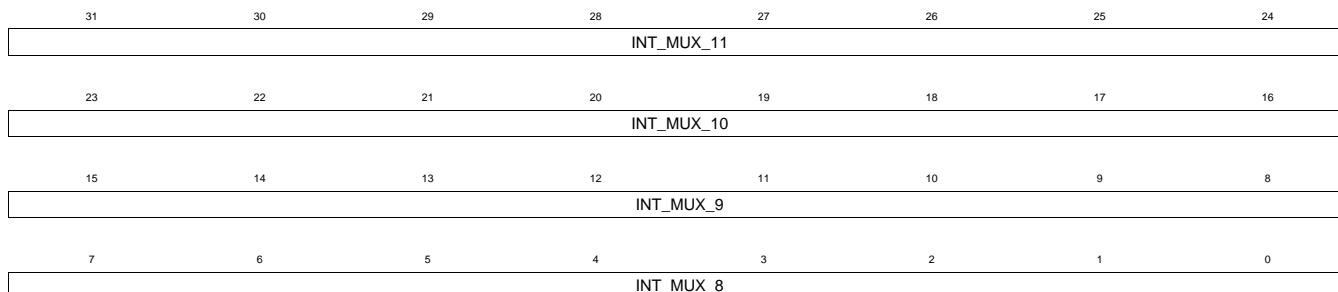 31 30 29 28 27 26 25 24
INT_MUX_11
23 22 21 20 19 18 17 16
INT_MUX_10
15 14 13 12 11 10 9 8
INT_MUX_9
7 6 5 4 3 2 1 0
INT_MUX_8